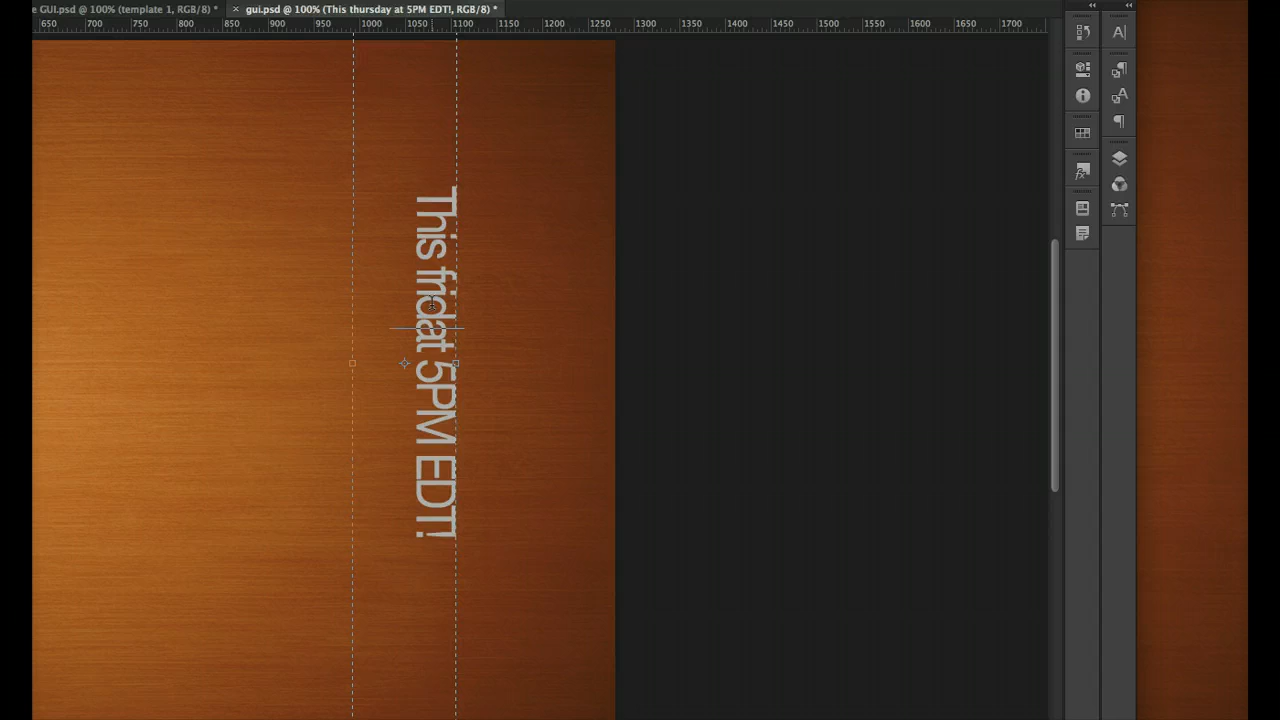 e GUI.psd @ 100% (template 1, RGB/8) *
× gui.psd @ 100% (This thursday at 5PM EDT!, RGB/8) *
650 700 750 800 850 900 950 1000 1050 1100 1150 1200 1250 1300 1350 1400 1450 1500 1550 1600 1650 1700
This fridat 5PM EDT!